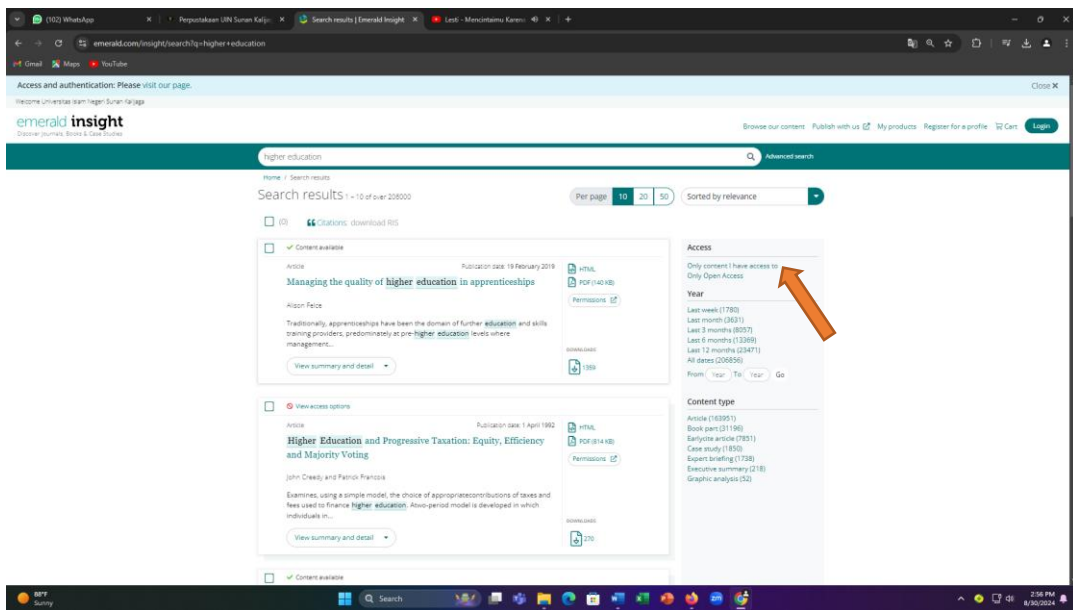 (102) WhatsApp
Perpustakaan UIN Sunan Kalijag
Search results | Emerald Insight
Lesti - Mencintaimu Karena
emerald.com/insight/search?q=higher+education
Gmail Maps YouTube
Access and authentication: Please visit our page. Close
Welcome Universitas Islam Negeri Sunan Kalijaga
emerald insight
Discover Journals, Books & Case Studies
Browse our content Publish with us My products Register for a profile Cart Login
higher education Advanced search
Home / Search results
Search results 1 – 10 of over 206000
Per page 10 20 50 Sorted by relevance
(0) Citations: download RIS
Content available
Article Publication date: 19 February 2019
Managing the quality of higher education in apprenticeships
Alison Felce
Traditionally, apprenticeships have been the domain of further education and skills
training providers, predominately at pre-higher education levels where
management…
View summary and detail
HTML
PDF (140 KB)
Permissions
DOWNLOADS
1359
View access options
Article Publication date: 1 April 1992
Higher Education and Progressive Taxation: Equity, Efficiency
and Majority Voting
John Creedy and Patrick Francois
Examines, using a simple model, the choice of appropriatecontributions of taxes and
fees used to finance higher education. Atwo-period model is developed in which
individuals in…
View summary and detail
HTML
PDF (814 KB)
Permissions
DOWNLOADS
270
Content available
Access
Only content I have access to
Only Open Access
Year
Last week (1780)
Last month (3631)
Last 3 months (8057)
Last 6 months (13369)
Last 12 months (23471)
All dates (206856)
From Year To Year Go
Content type
Article (163951)
Book part (31196)
Earlycite article (7851)
Case study (1850)
Expert briefing (1738)
Executive summary (218)
Graphic analysis (52)
88°F
Sunny
Search
2:56 PM
8/30/2024